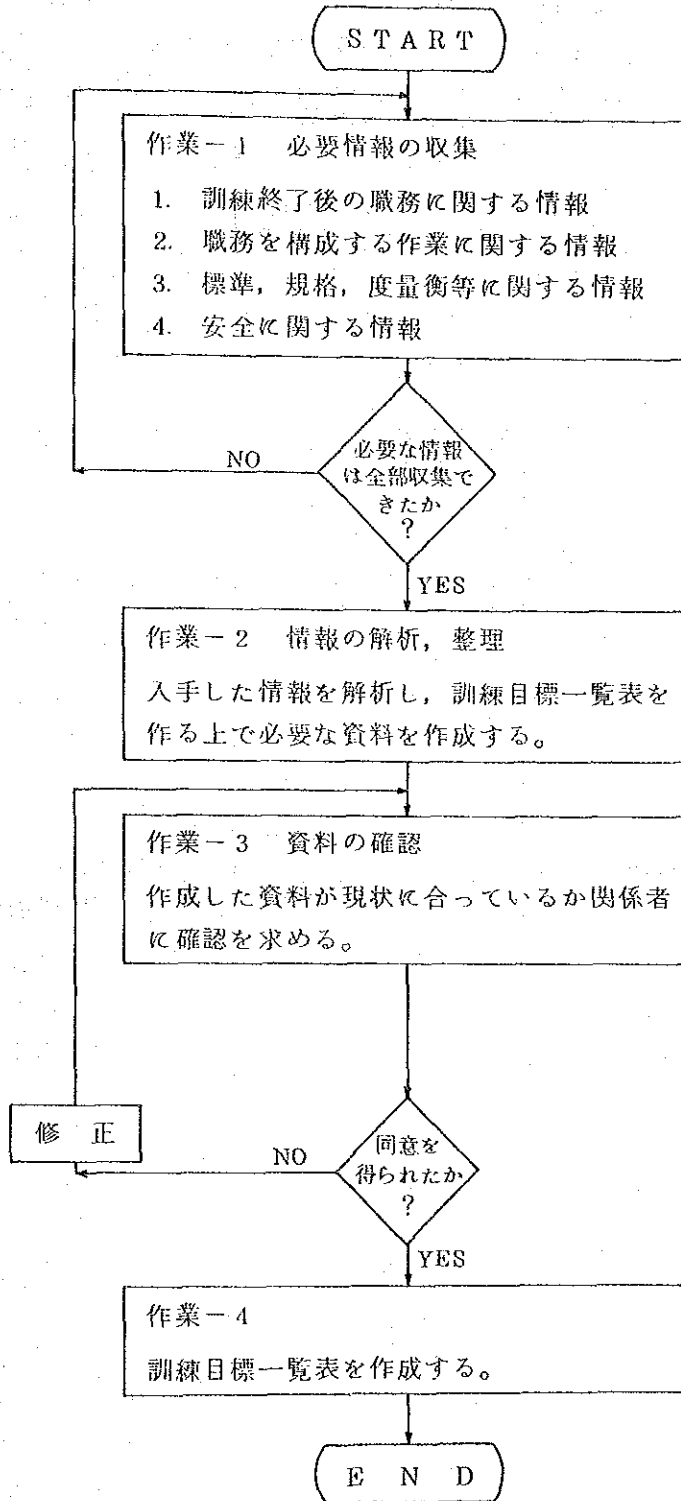 START
作業－1　必要情報の収集
1.　訓練終了後の職務に関する情報
2.　職務を構成する作業に関する情報
3.　標準，規格，度量衡等に関する情報
4.　安全に関する情報
必要な情報
は全部収集で
きたか
?
NO
YES
作業－2　情報の解析，整理
入手した情報を解析し，訓練目標一覧表を
作る上で必要な資料を作成する。
作業－3　資料の確認
作成した資料が現状に合っているか関係者
に確認を求める。
修　正
同意を
得られたか
?
NO
YES
作業－4
訓練目標一覧表を作成する。
E N D